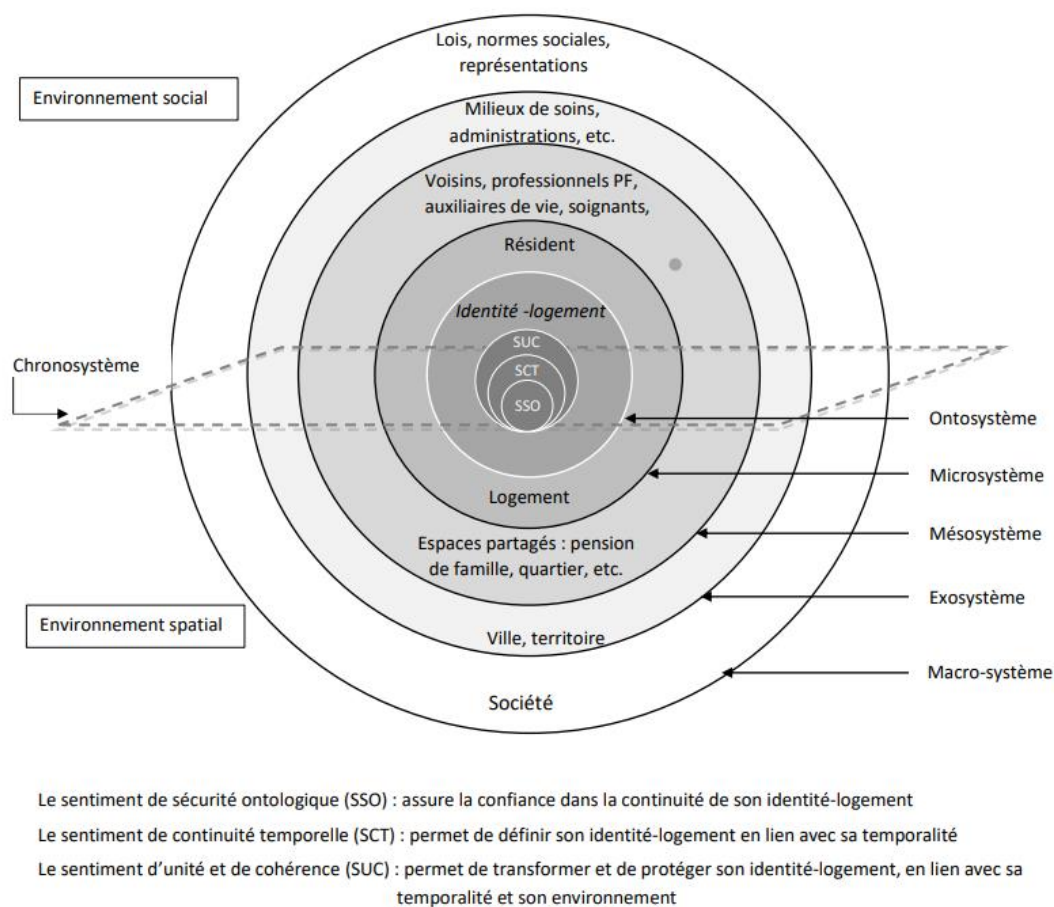 Lois, normes sociales,
représentations
Environnement social
Milieux de soins,
administrations, etc.
Voisins, professionnels PF,
auxiliaires de vie, soignants,
Résident
Identité -logement
SUC
Chronosystème
SCT
SSO
Ontosystème
Microsystème
Logement
Mésosystème
Espaces partagés : pension
de famille, quartier, etc.
Exosystème
Environnement spatial
Ville, territoire
Macro-système
Société
Le sentiment de sécurité ontologique (SSO) : assure la confiance dans la continuité de son identité-logement
Le sentiment de continuité temporelle (SCT) : permet de définir son identité-logement en lien avec sa temporalité
Le sentiment d'unité et de cohérence (SUC) : permet de transformer et de protéger son identité-logement, en lien avec sa
temporalité et son environnement